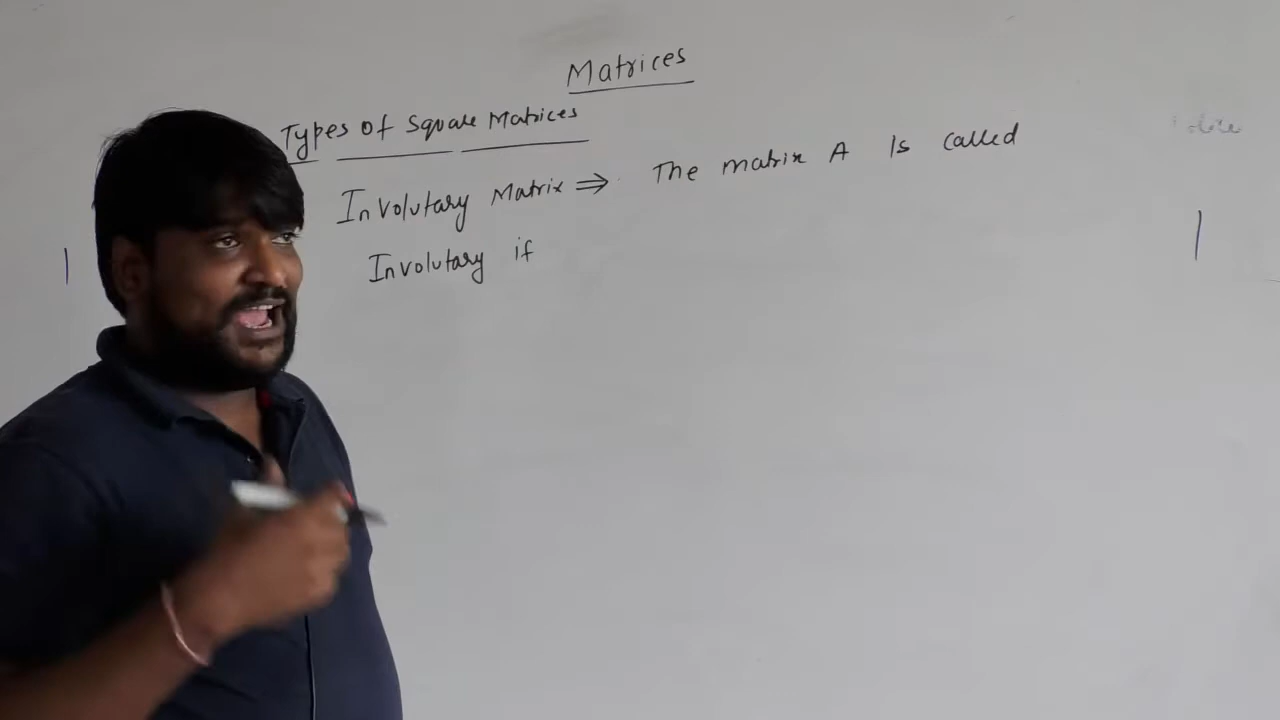 Matrices
Types of Square Matrices
Involutary Matrix ⇒ The matrix A Is called
Involutary if